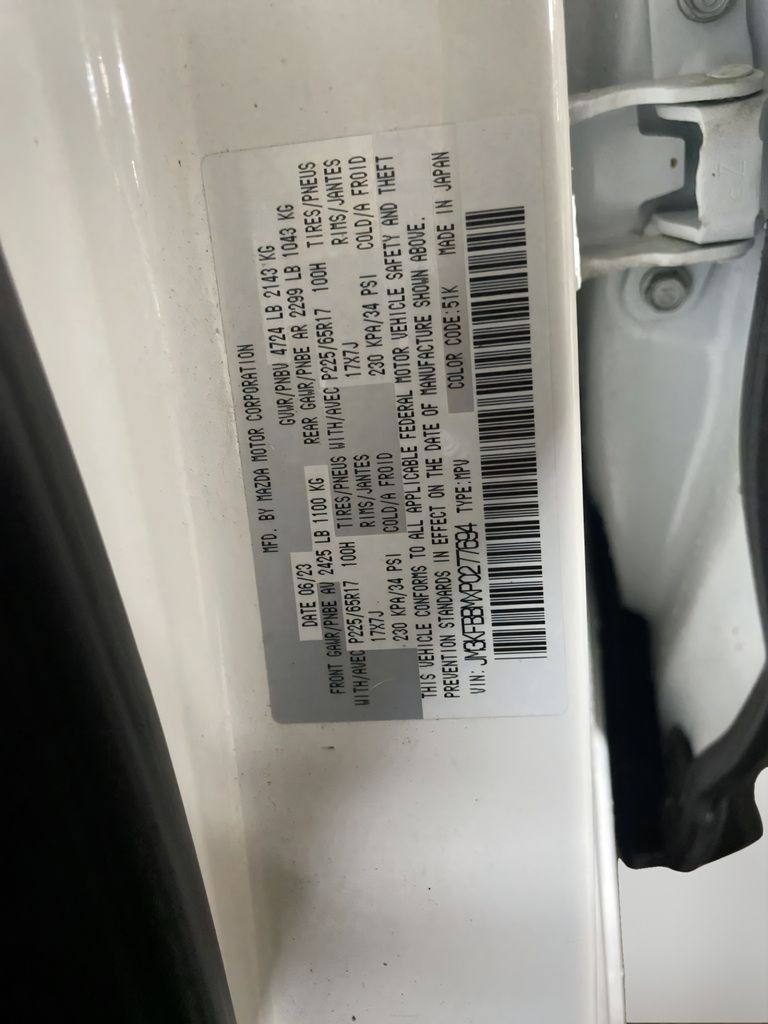 MFD. BY MAZDA MOTOR CORPORATION
DATE 06/23 GVWR/PNBV 4724 LB 2143 KG
FRONT GAWR/PNBE AV 2425 LB 1100 KG REAR GAWR/PNBE AR 2299 LB 1043 KG
WITH/AVEC P225/65R17 100H TIRES/PNEUS WITH/AVEC P225/65R17 100H TIRES/PNEUS
17X7J RIMS/JANTES 17X7J RIMS/JANTES
230 KPA/34 PSI COLD/A FROID 230 KPA/34 PSI COLD/A FROID
THIS VEHICLE CONFORMS TO ALL APPLICABLE FEDERAL MOTOR VEHICLE SAFETY AND THEFT
PREVENTION STANDARDS IN EFFECT ON THE DATE OF MANUFACTURE SHOWN ABOVE.
VIN: JM3KFBBMXP0277694 TYPE:MPV COLOR CODE:51K MADE IN JAPAN